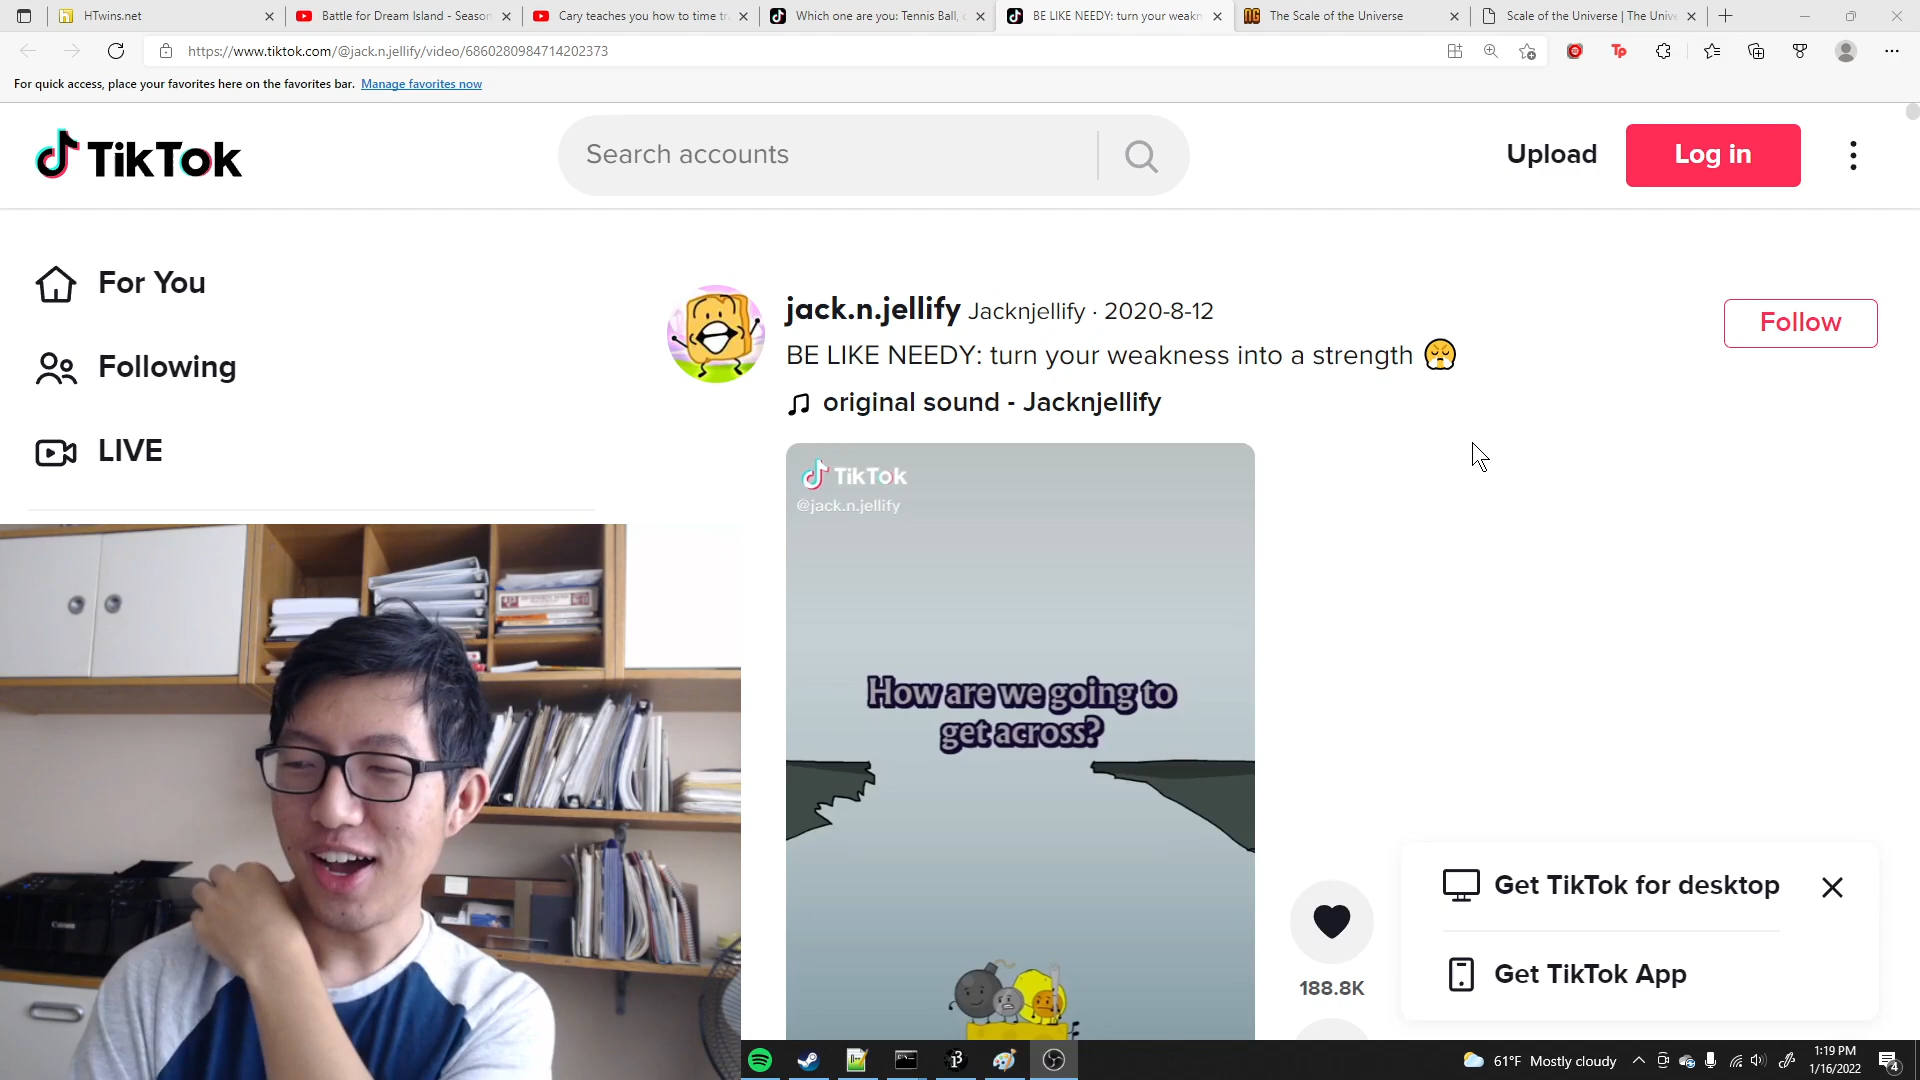 HTwins.net
Battle for Dream Island - Season
Cary teaches you how to time tr
Which one are you: Tennis Ball,
BE LIKE NEEDY: turn your weakn
The Scale of the Universe
Scale of the Universe | The Unive
https://www.tiktok.com/@jack.n.jellify/video/6860280984714202373
For quick access, place your favorites here on the favorites bar. Manage favorites now
TikTok
Search accounts
Upload
Log in
For You
Following
LIVE
jack.n.jellify Jacknjellify · 2020-8-12
BE LIKE NEEDY: turn your weakness into a strength 😤
original sound - Jacknjellify
Follow
TikTok
@jack.n.jellify
How are we going to
get across?
188.8K
Get TikTok for desktop
Get TikTok App
Canon
61°F Mostly cloudy
1:19 PM
1/16/2022
4